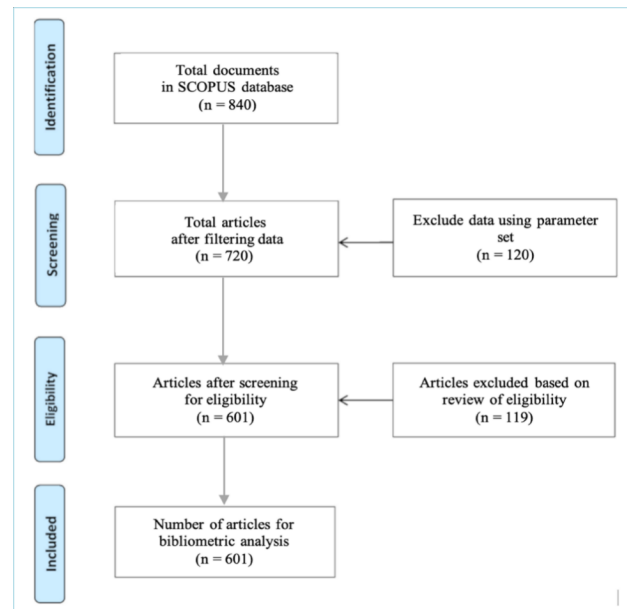 Identification
Total documents
in SCOPUS database
(n = 840)
Screening
Total articles
after filtering data
(n = 720)
Exclude data using parameter
set
(n = 120)
Eligibility
Articles after screening
for eligibility
(n = 601)
Articles excluded based on
review of eligibility
(n = 119)
Included
Number of articles for
bibliometric analysis
(n = 601)